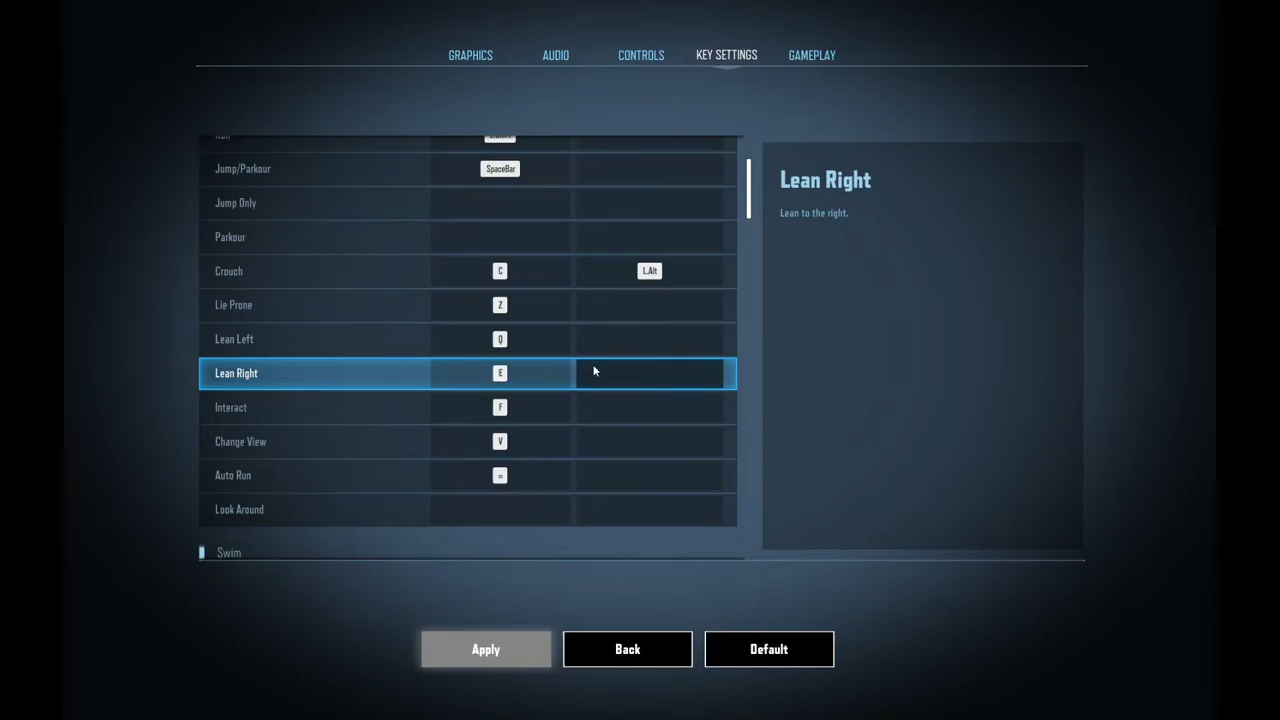 GRAPHICS AUDIO CONTROLS KEY SETTINGS GAMEPLAY
Jump/Parkour SpaceBar
Jump Only
Parkour
Crouch C L.Alt
Lie Prone Z
Lean Left Q
Lean Right E
Interact F
Change View V
Auto Run =
Look Around
Swim
Lean Right
Lean to the right.
Apply Back Default